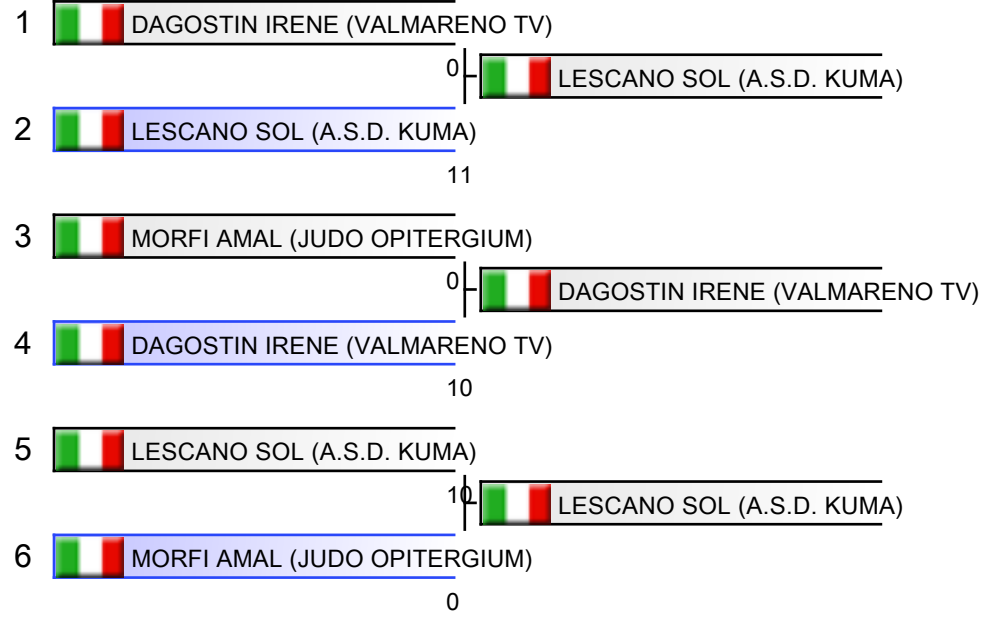 1 DAGOSTIN IRENE (VALMARENO TV)
0 LESCANO SOL (A.S.D. KUMA)
2 LESCANO SOL (A.S.D. KUMA)
11
3 MORFI AMAL (JUDO OPITERGIUM)
0 DAGOSTIN IRENE (VALMARENO TV)
4 DAGOSTIN IRENE (VALMARENO TV)
10
5 LESCANO SOL (A.S.D. KUMA)
10 LESCANO SOL (A.S.D. KUMA)
6 MORFI AMAL (JUDO OPITERGIUM)
0